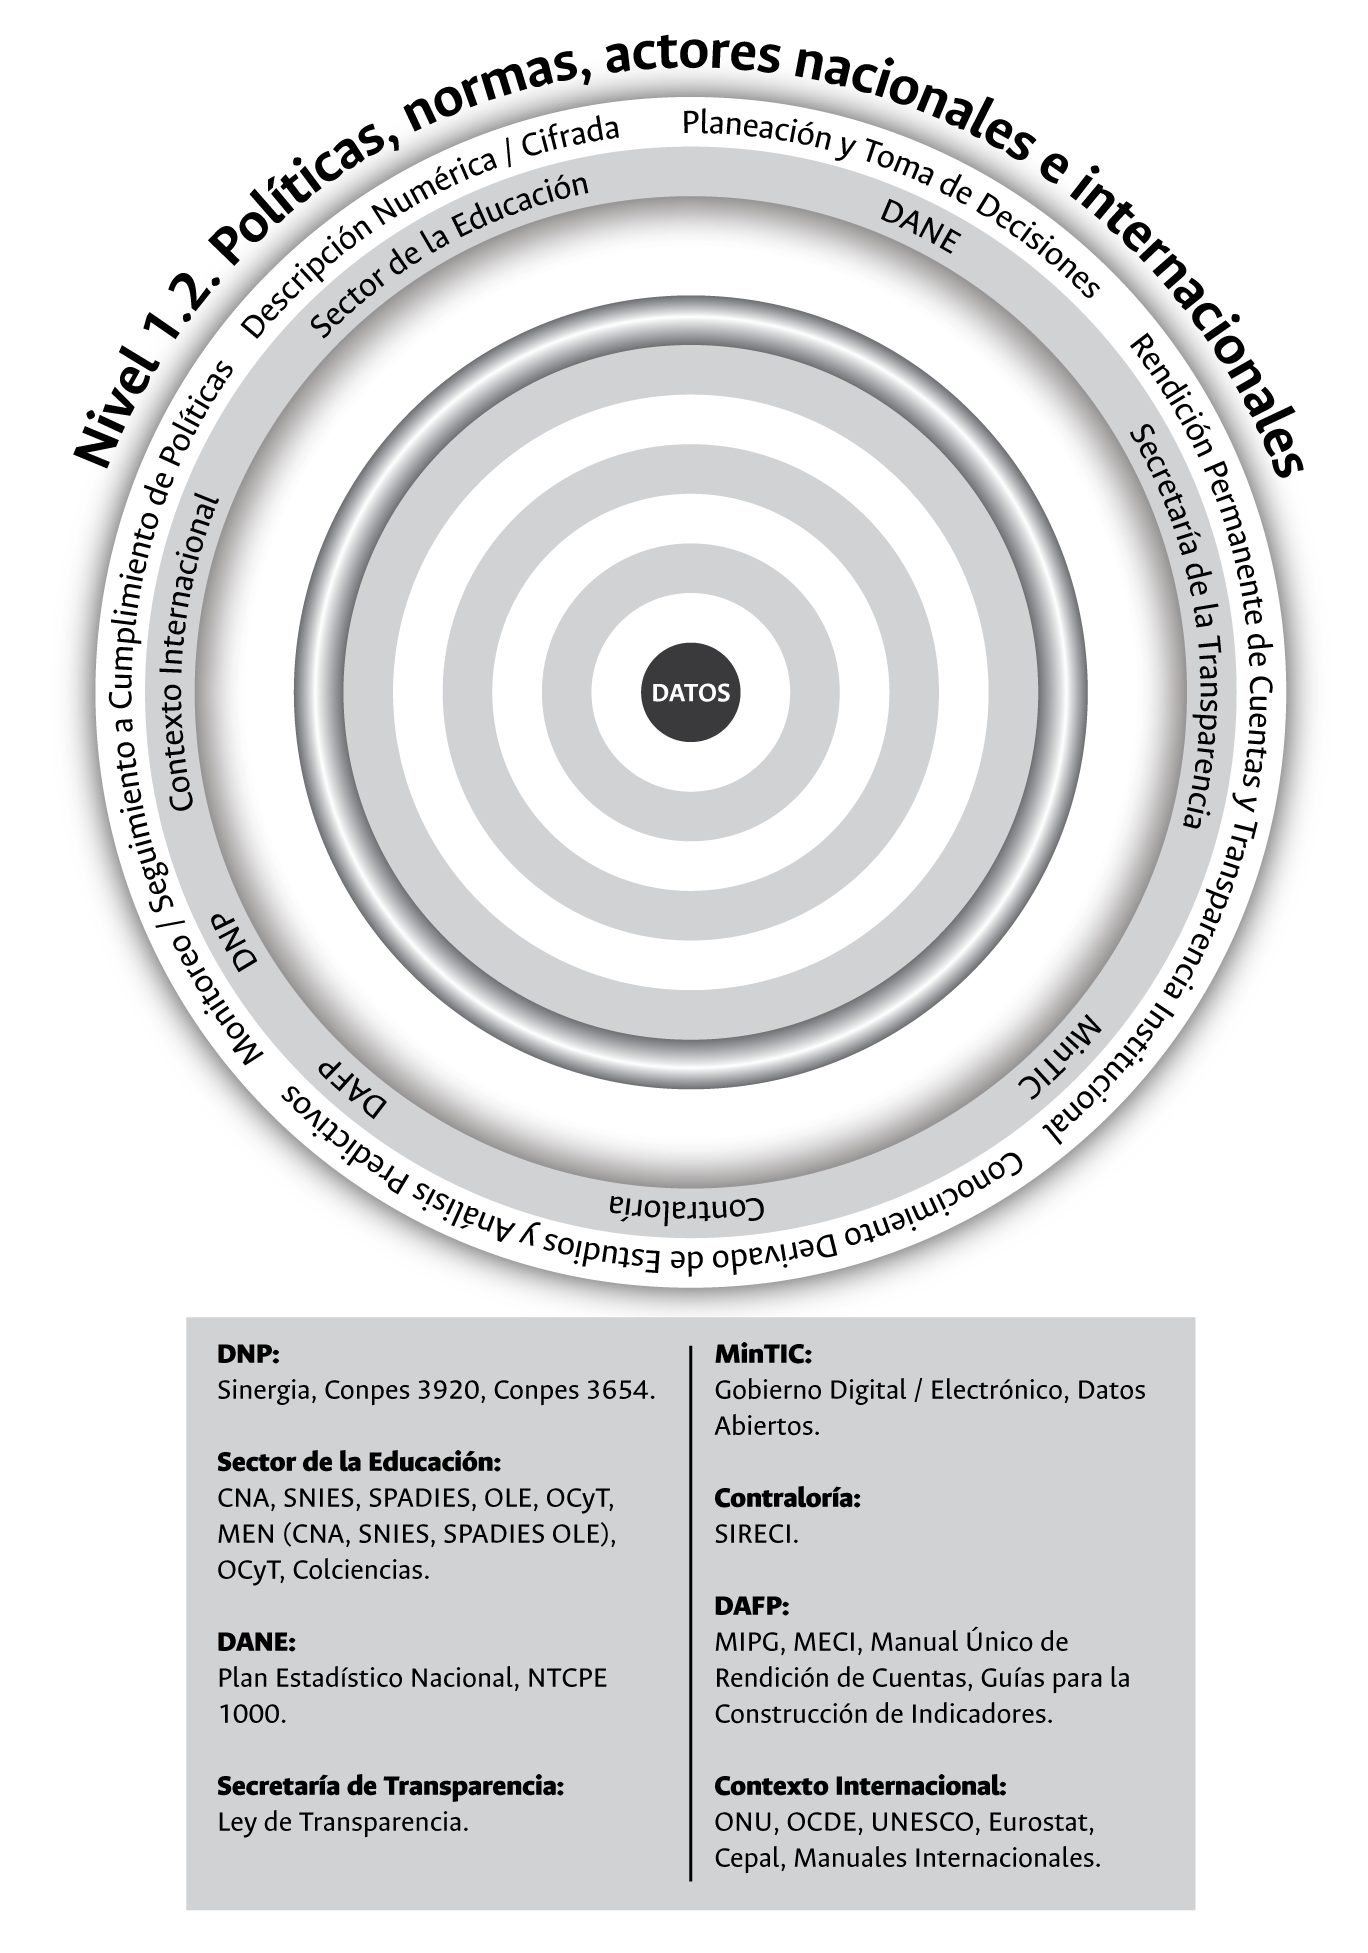 Nivel 1.2. Políticas, normas, actores nacionales e internacionales
Descripción Numérica / Cifrada
Planeación y Toma de Decisiones
Rendición Permanente de Cuentas y Transparencia Institucional
Conocimiento Derivado de Estudios y Análisis Predictivos
Monitoreo / Seguimiento a Cumplimiento de Políticas
Sector de la Educación
DANE
Secretaría de la Transparencia
MinTIC
Contraloría
DAFP
DNP
Contexto Internacional
DATOS
DNP:
Sinergia, Conpes 3920, Conpes 3654.
Sector de la Educación:
CNA, SNIES, SPADIES, OLE, OCyT,
MEN (CNA, SNIES, SPADIES OLE),
OCyT, Colciencias.
DANE:
Plan Estadístico Nacional, NTCPE
1000.
Secretaría de Transparencia:
Ley de Transparencia.
MinTIC:
Gobierno Digital / Electrónico, Datos
Abiertos.
Contraloría:
SIRECI.
DAFP:
MIPG, MECI, Manual Único de
Rendición de Cuentas, Guías para la
Construcción de Indicadores.
Contexto Internacional:
ONU, OCDE, UNESCO, Eurostat,
Cepal, Manuales Internacionales.